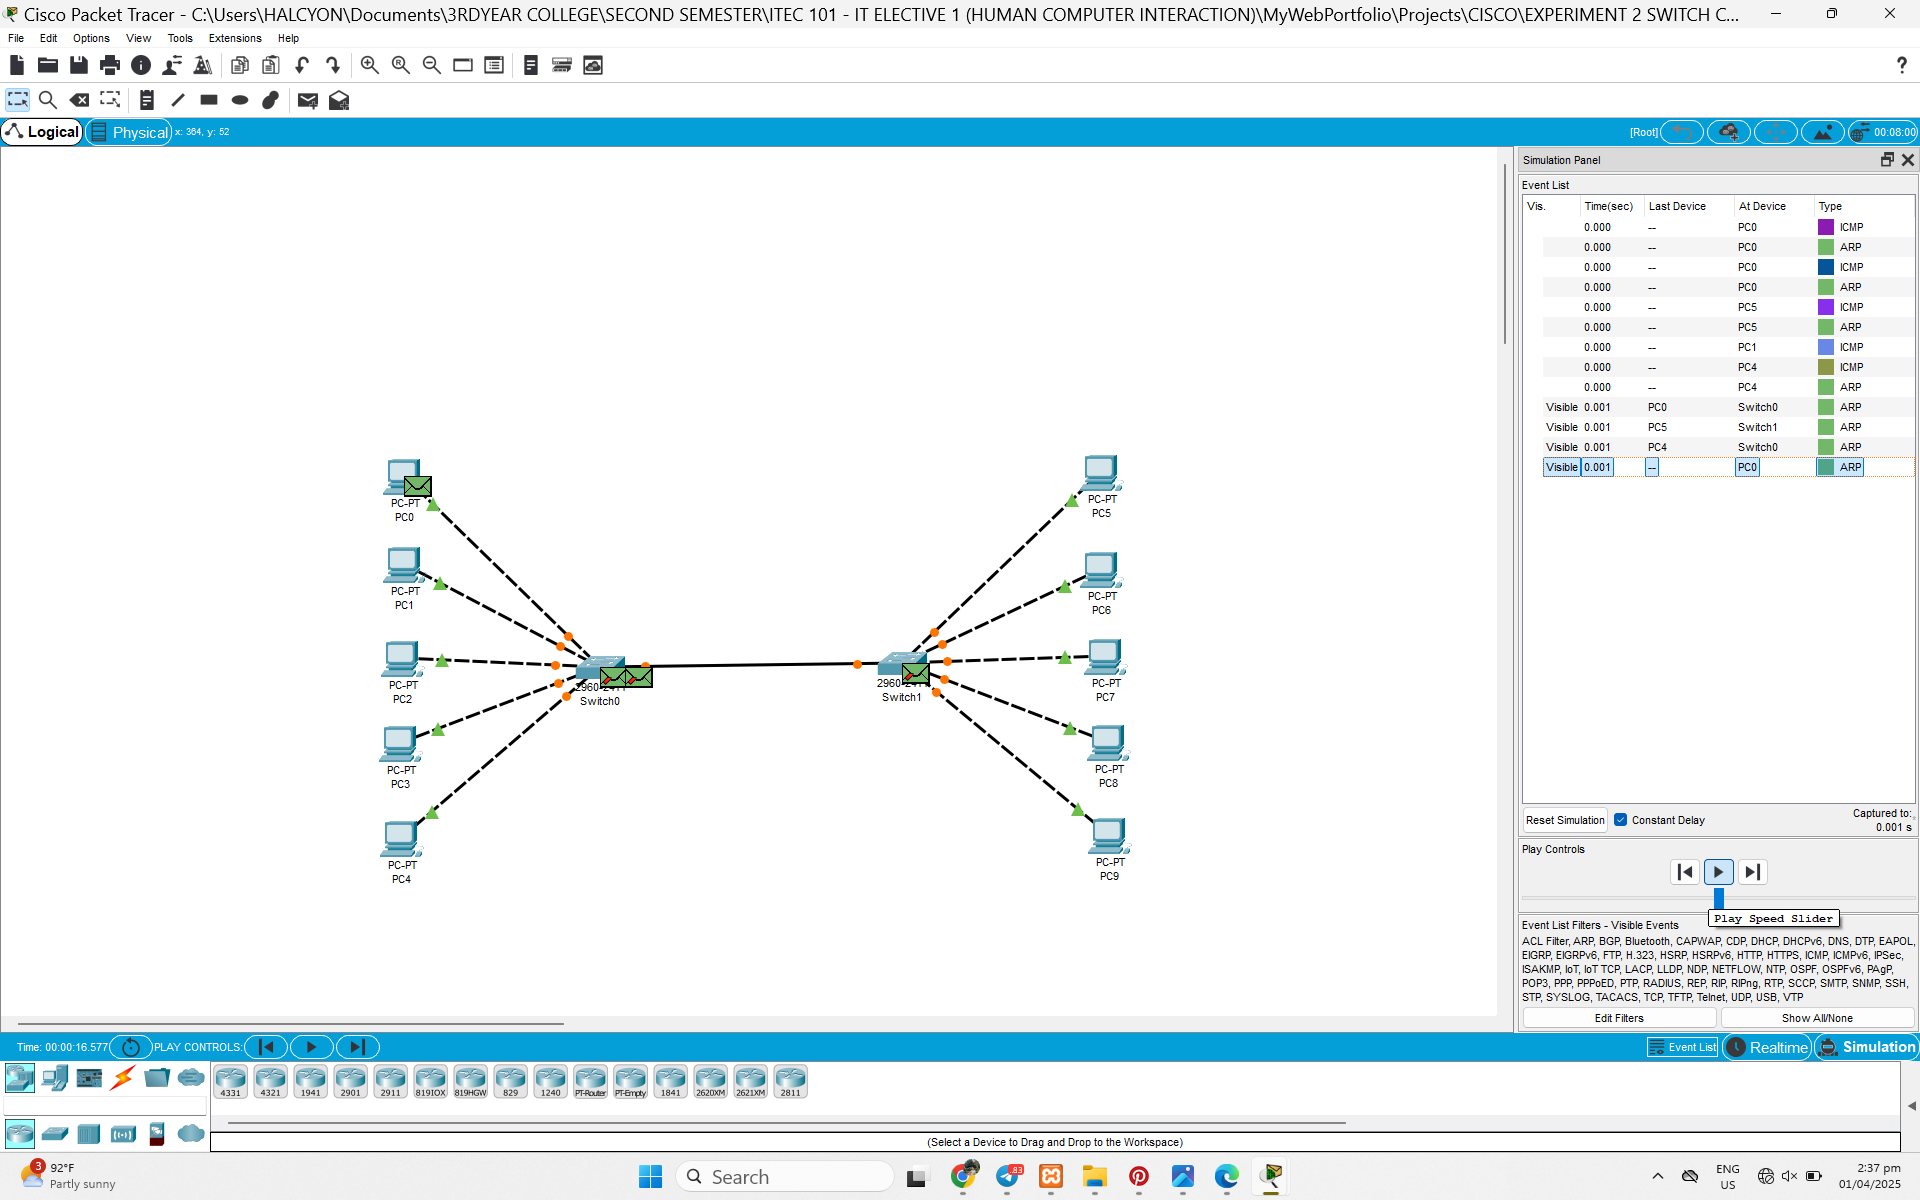 Cisco Packet Tracer - C:\Users\HALCYON\Documents\3RDYEAR COLLEGE\SECOND SEMESTER\ITEC 101 - IT ELECTIVE 1 (HUMAN COMPUTER INTERACTION)\MyWebPortfolio\Projects\CISCO\EXPERIMENT 2 SWITCH C...
File Edit Options View Tools Extensions Help
?
Logical Physical x: 364, y: 52 [Root] 00:08:00
Simulation Panel
Event List
Vis. Time(sec) Last Device At Device Type
0.000 -- PC0 ICMP
0.000 -- PC0 ARP
0.000 -- PC0 ICMP
0.000 -- PC0 ARP
0.000 -- PC5 ICMP
0.000 -- PC5 ARP
0.000 -- PC1 ICMP
0.000 -- PC4 ICMP
0.000 -- PC4 ARP
Visible 0.001 PC0 Switch0 ARP
Visible 0.001 PC5 Switch1 ARP
Visible 0.001 PC4 Switch0 ARP
Visible 0.001 -- PC0 ARP
PC-PT
PC0
PC-PT
PC1
PC-PT
PC2
PC-PT
PC3
PC-PT
PC4
Switch0
Switch1
PC-PT
PC5
PC-PT
PC6
PC-PT
PC7
PC-PT
PC8
PC-PT
PC9
Reset Simulation Constant Delay Captured to:
0.001 s
Play Controls
Play Speed Slider
Event List Filters - Visible Events
ACL Filter, ARP, BGP, Bluetooth, CAPWAP, CDP, DHCP, DHCPv6, DNS, DTP, EAPOL,
EIGRP, EIGRPv6, FTP, H.323, HSRP, HSRPv6, HTTP, HTTPS, ICMP, ICMPv6, IPSec,
ISAKMP, IoT, IoT TCP, LACP, LLDP, NDP, NETFLOW, NTP, OSPF, OSPFv6, PAgP,
POP3, PPP, PPPoED, PTP, RADIUS, REP, RIP, RIPng, RTP, SCCP, SMTP, SNMP, SSH,
STP, SYSLOG, TACACS, TCP, TFTP, Telnet, UDP, USB, VTP
Edit Filters Show All/None
Time: 00:00:16.577 PLAY CONTROLS: Event List Realtime Simulation
4331 4321 1941 2901 2911 819IOX 819HGW 829 1240 PT-Router PT-Empty 1841 2620XM 2621XM 2811
(Select a Device to Drag and Drop to the Workspace)
3 92°F
Partly sunny
Search
83
ENG
US
2:37 pm
01/04/2025